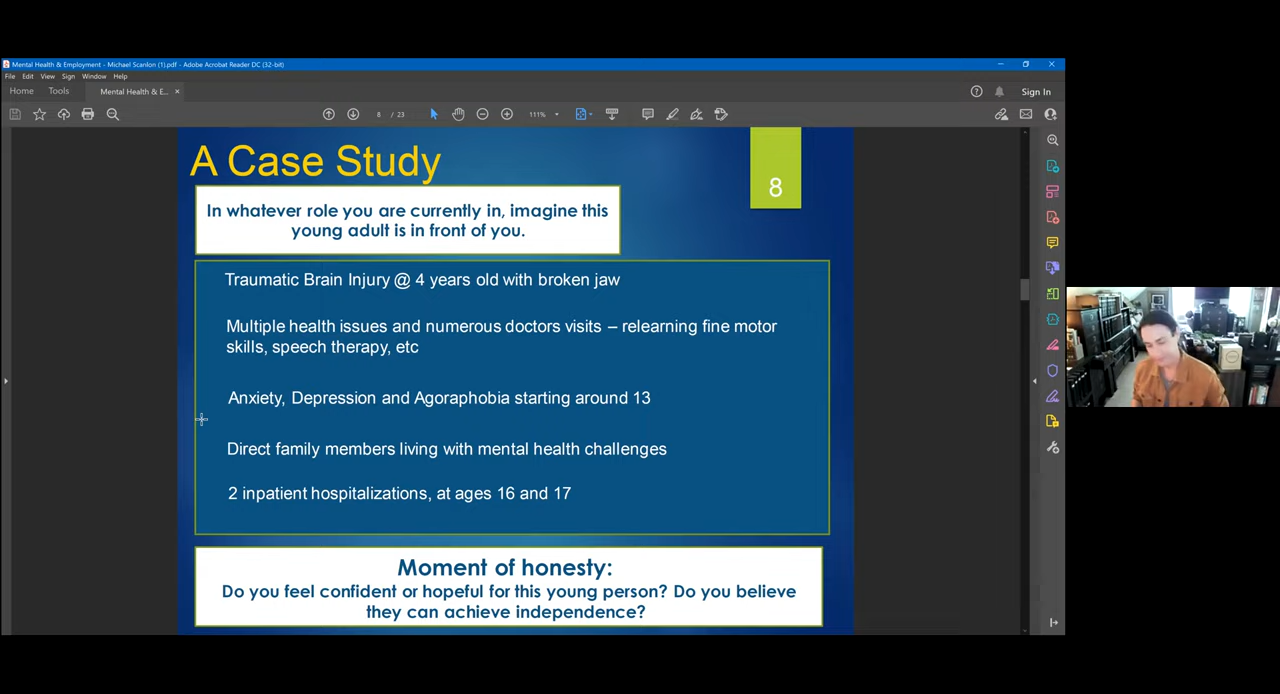 Mental Health & Employment - Michael Scanlon (1).pdf - Adobe Acrobat Reader DC (32-bit)
File Edit View Sign Window Help
Home Tools Mental Health & E... × Sign In
8 / 23 111%
A Case Study
8
In whatever role you are currently in, imagine this
young adult is in front of you.
Traumatic Brain Injury @ 4 years old with broken jaw
Multiple health issues and numerous doctors visits – relearning fine motor
skills, speech therapy, etc
Anxiety, Depression and Agoraphobia starting around 13
Direct family members living with mental health challenges
2 inpatient hospitalizations, at ages 16 and 17
Moment of honesty:
Do you feel confident or hopeful for this young person? Do you believe
they can achieve independence?